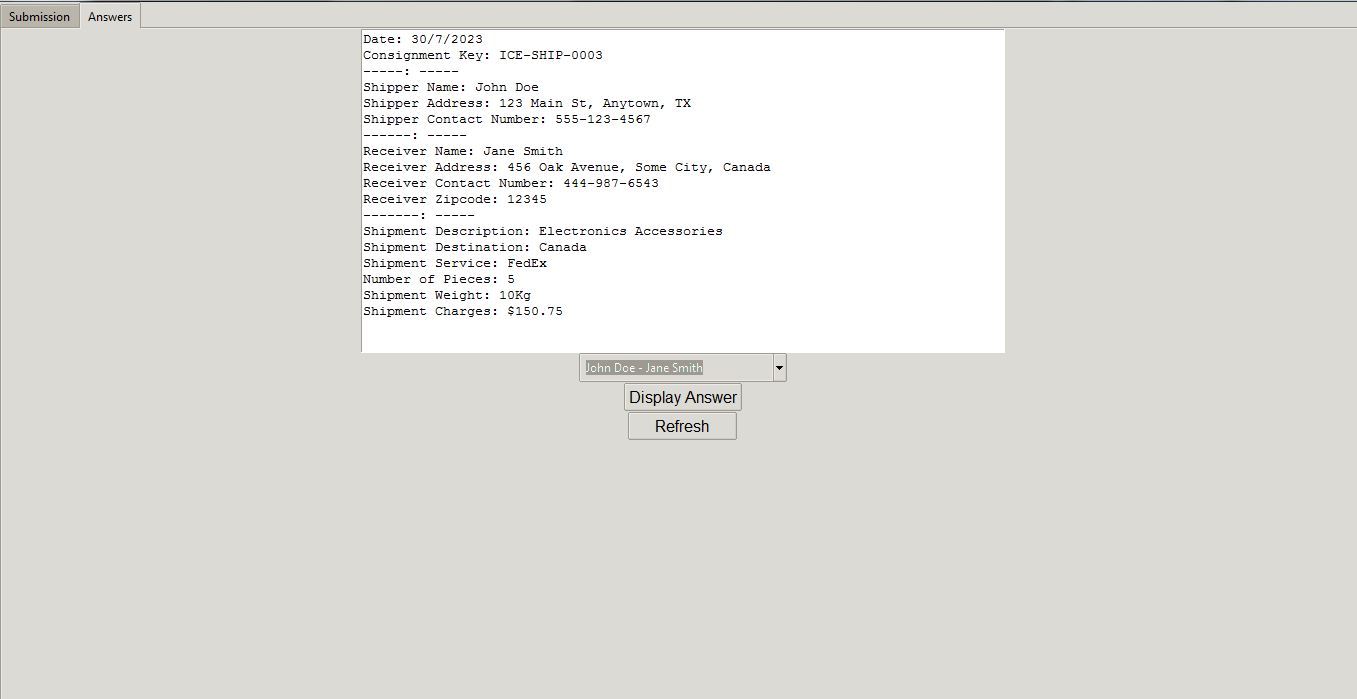 Submission Answers
Date: 30/7/2023
Consignment Key: ICE-SHIP-0003
-----: -----
Shipper Name: John Doe
Shipper Address: 123 Main St, Anytown, TX
Shipper Contact Number: 555-123-4567
------: -----
Receiver Name: Jane Smith
Receiver Address: 456 Oak Avenue, Some City, Canada
Receiver Contact Number: 444-987-6543
Receiver Zipcode: 12345
-------: -----
Shipment Description: Electronics Accessories
Shipment Destination: Canada
Shipment Service: FedEx
Number of Pieces: 5
Shipment Weight: 10Kg
Shipment Charges: $150.75
John Doe - Jane Smith
Display Answer
Refresh